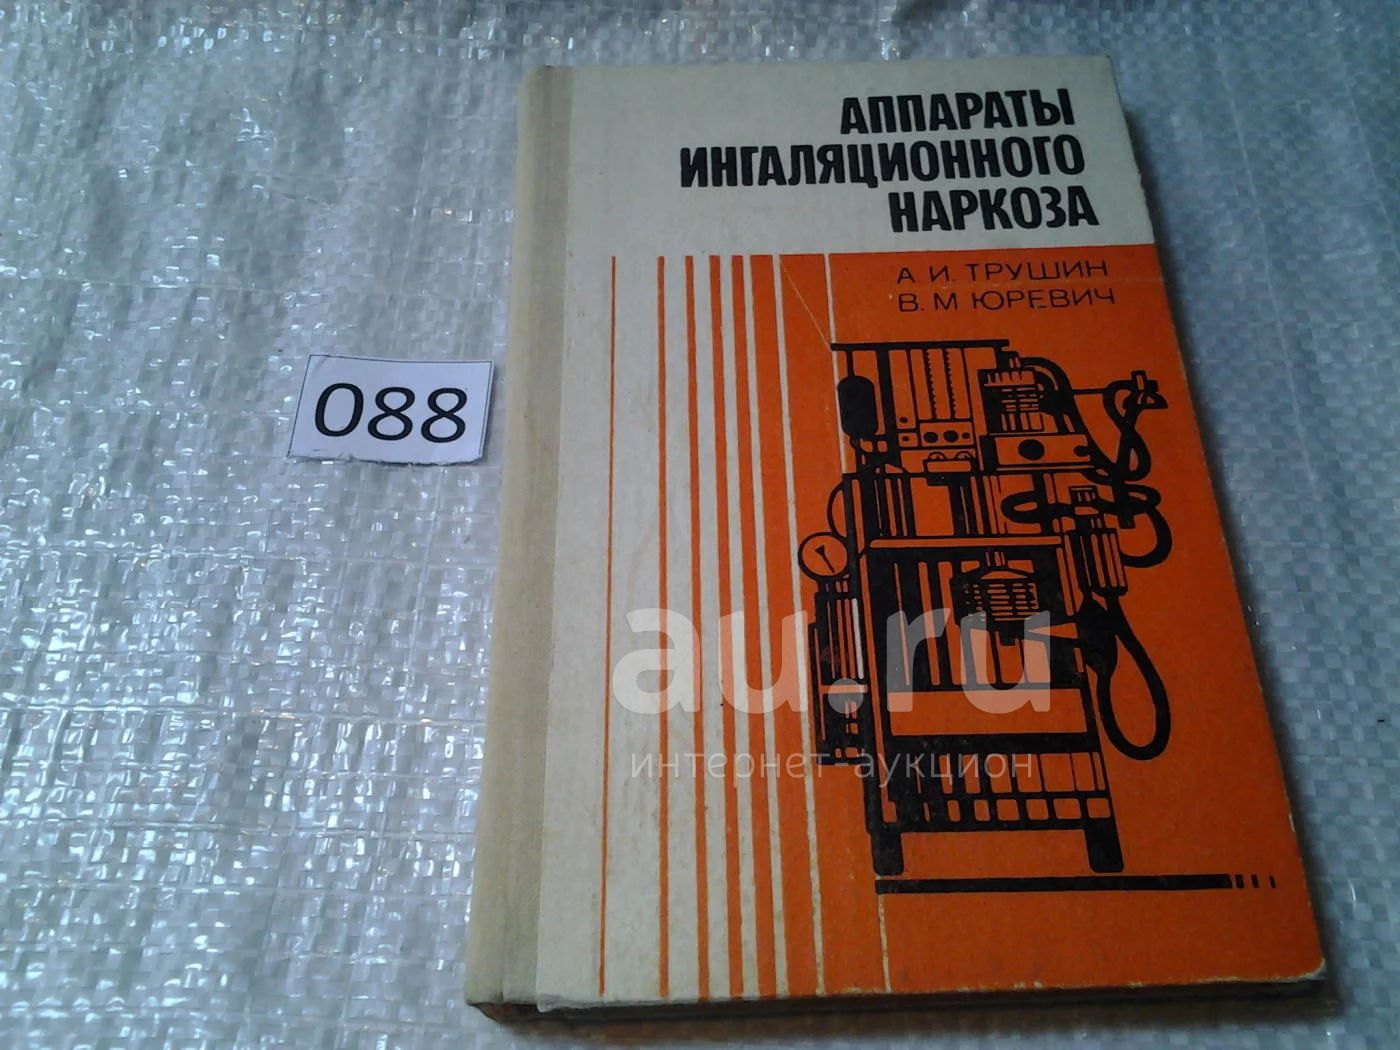 АППАРАТЫ
ИНГАЛЯЦИОННОГО
НАРКОЗА
А. И. ТРУШИН
В. М ЮРЕВИЧ
088
au.ru
интернет-аукцион